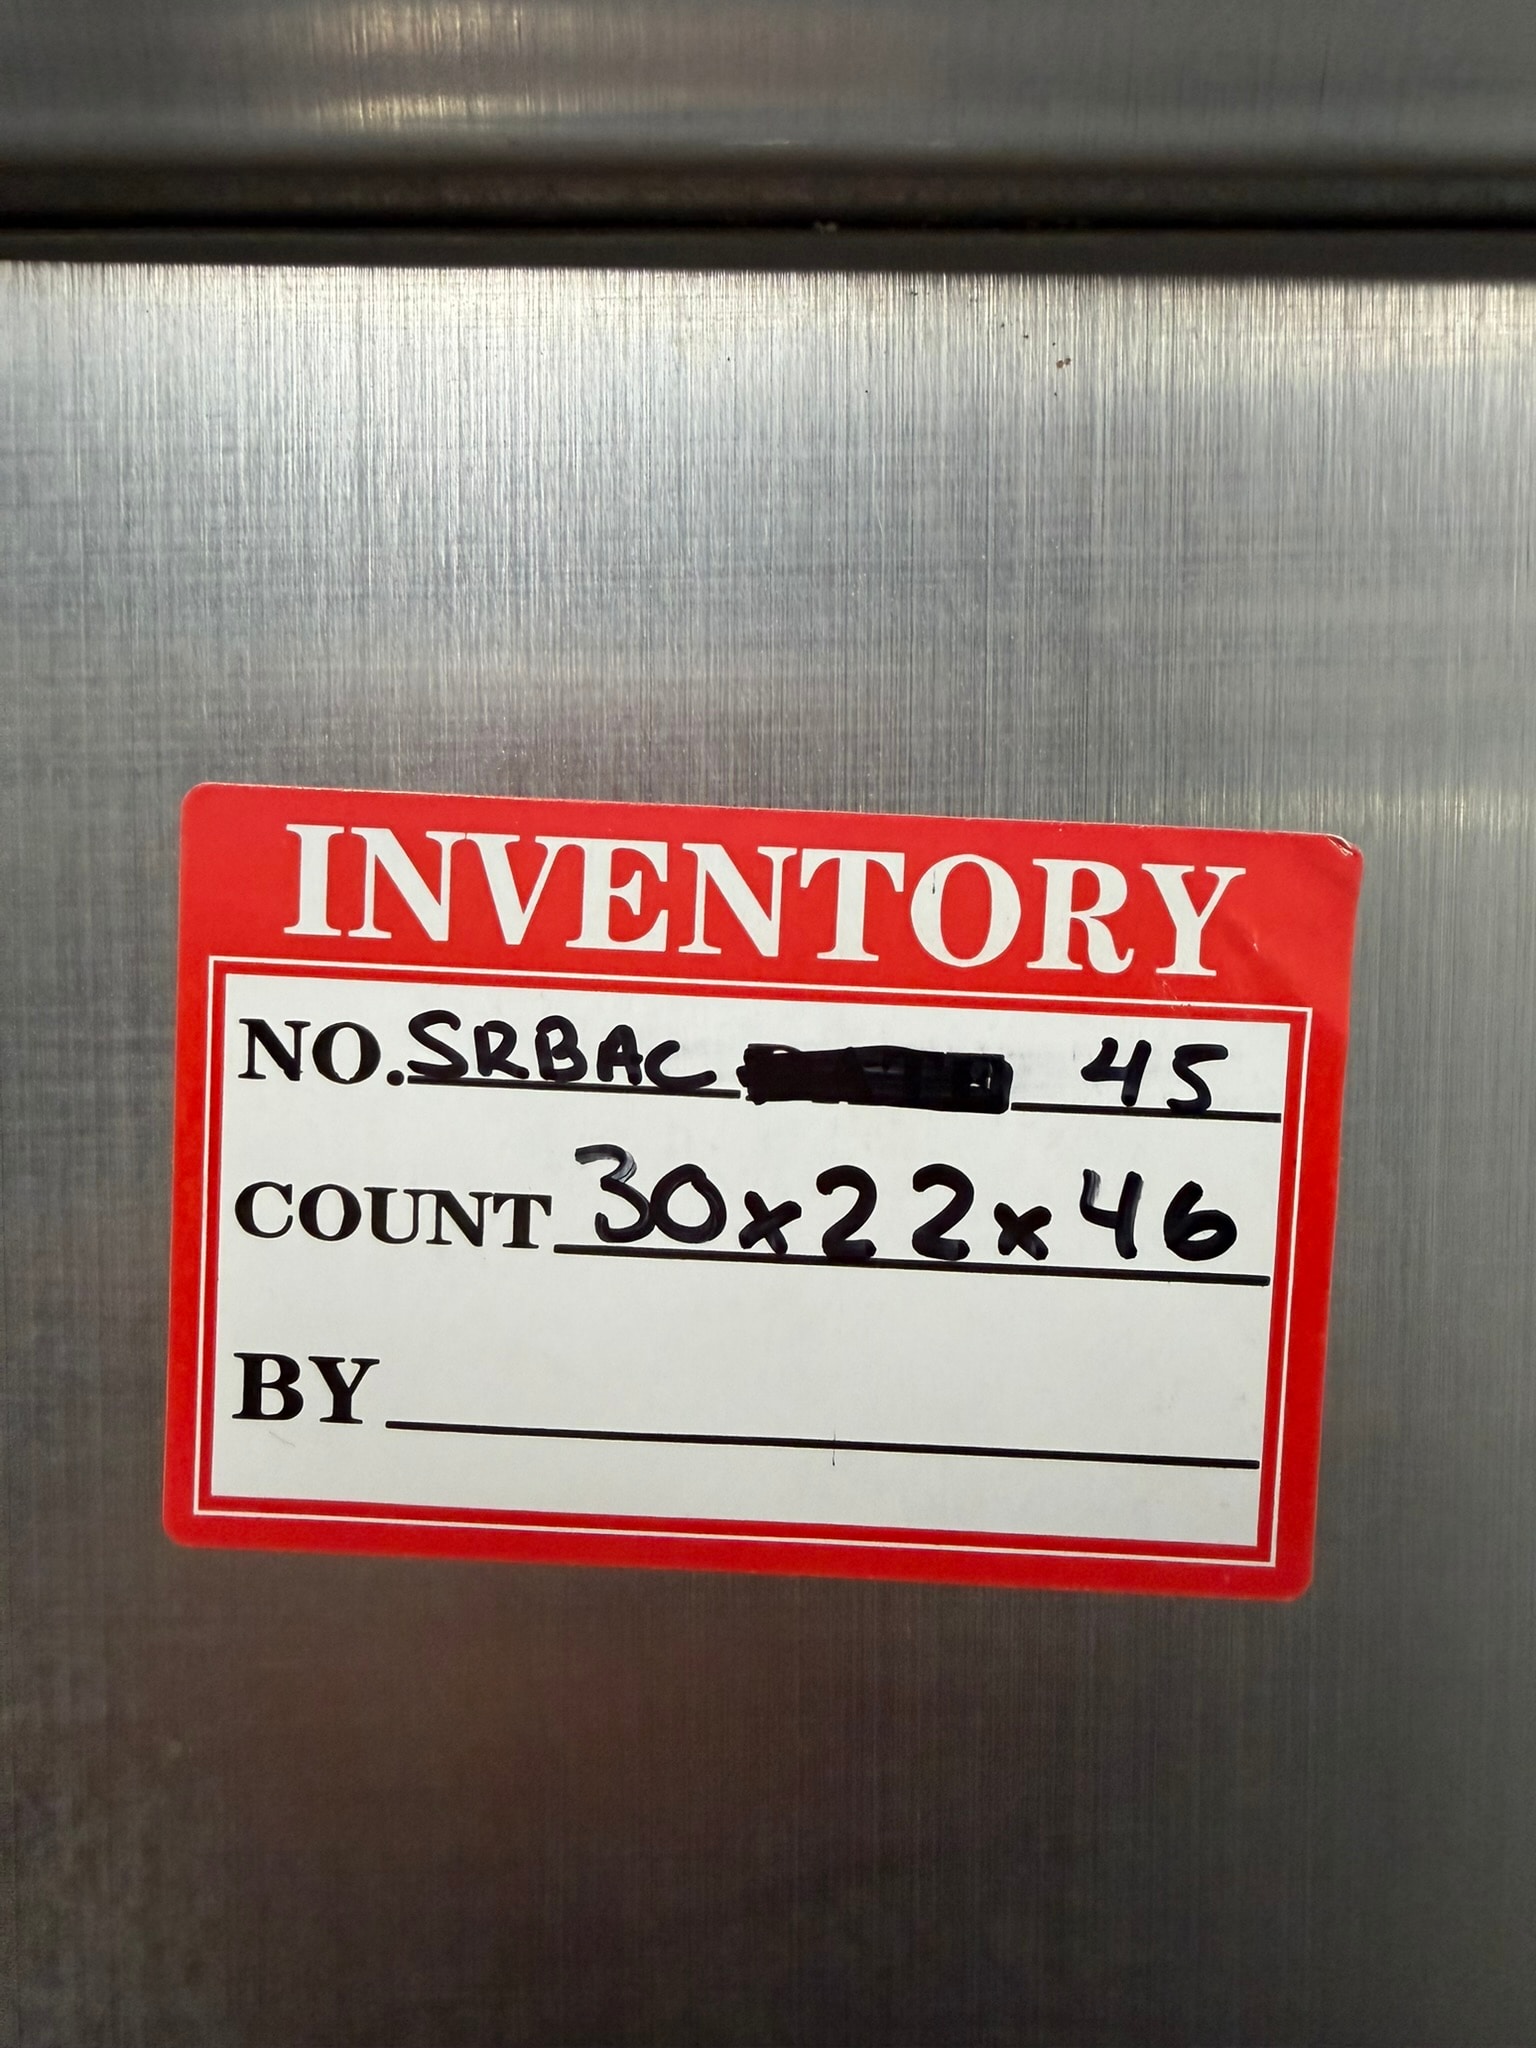 INVENTORY
NO. SRBAC 45
COUNT 30x22x46
BY